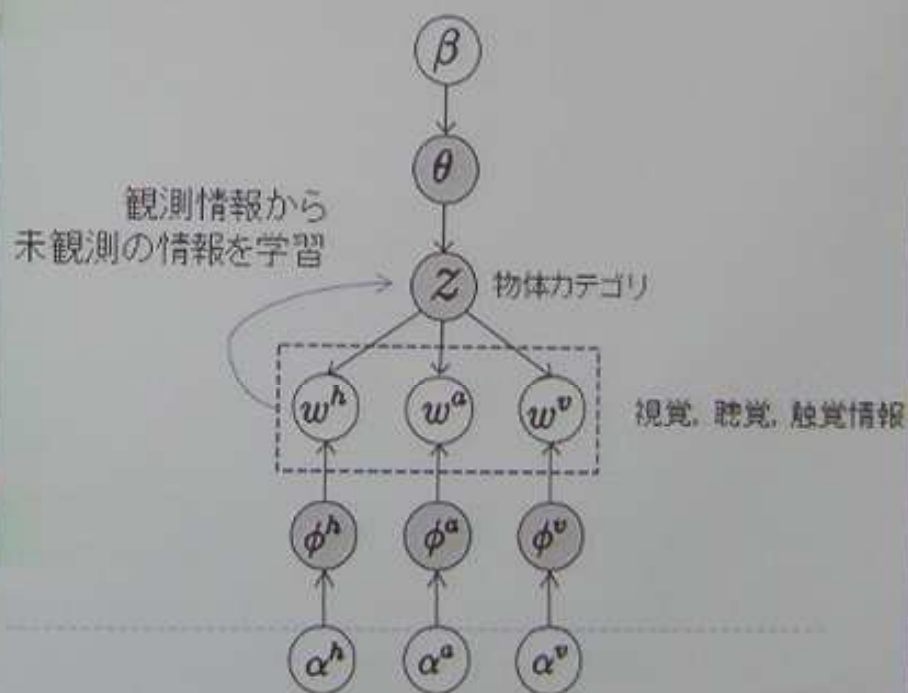 β
θ
観測情報から
未観測の情報を学習
z 物体カテゴリ
w^h w^a w^v 視覚, 聴覚, 触覚情報
φ^h φ^a φ^v
α^h α^a α^v